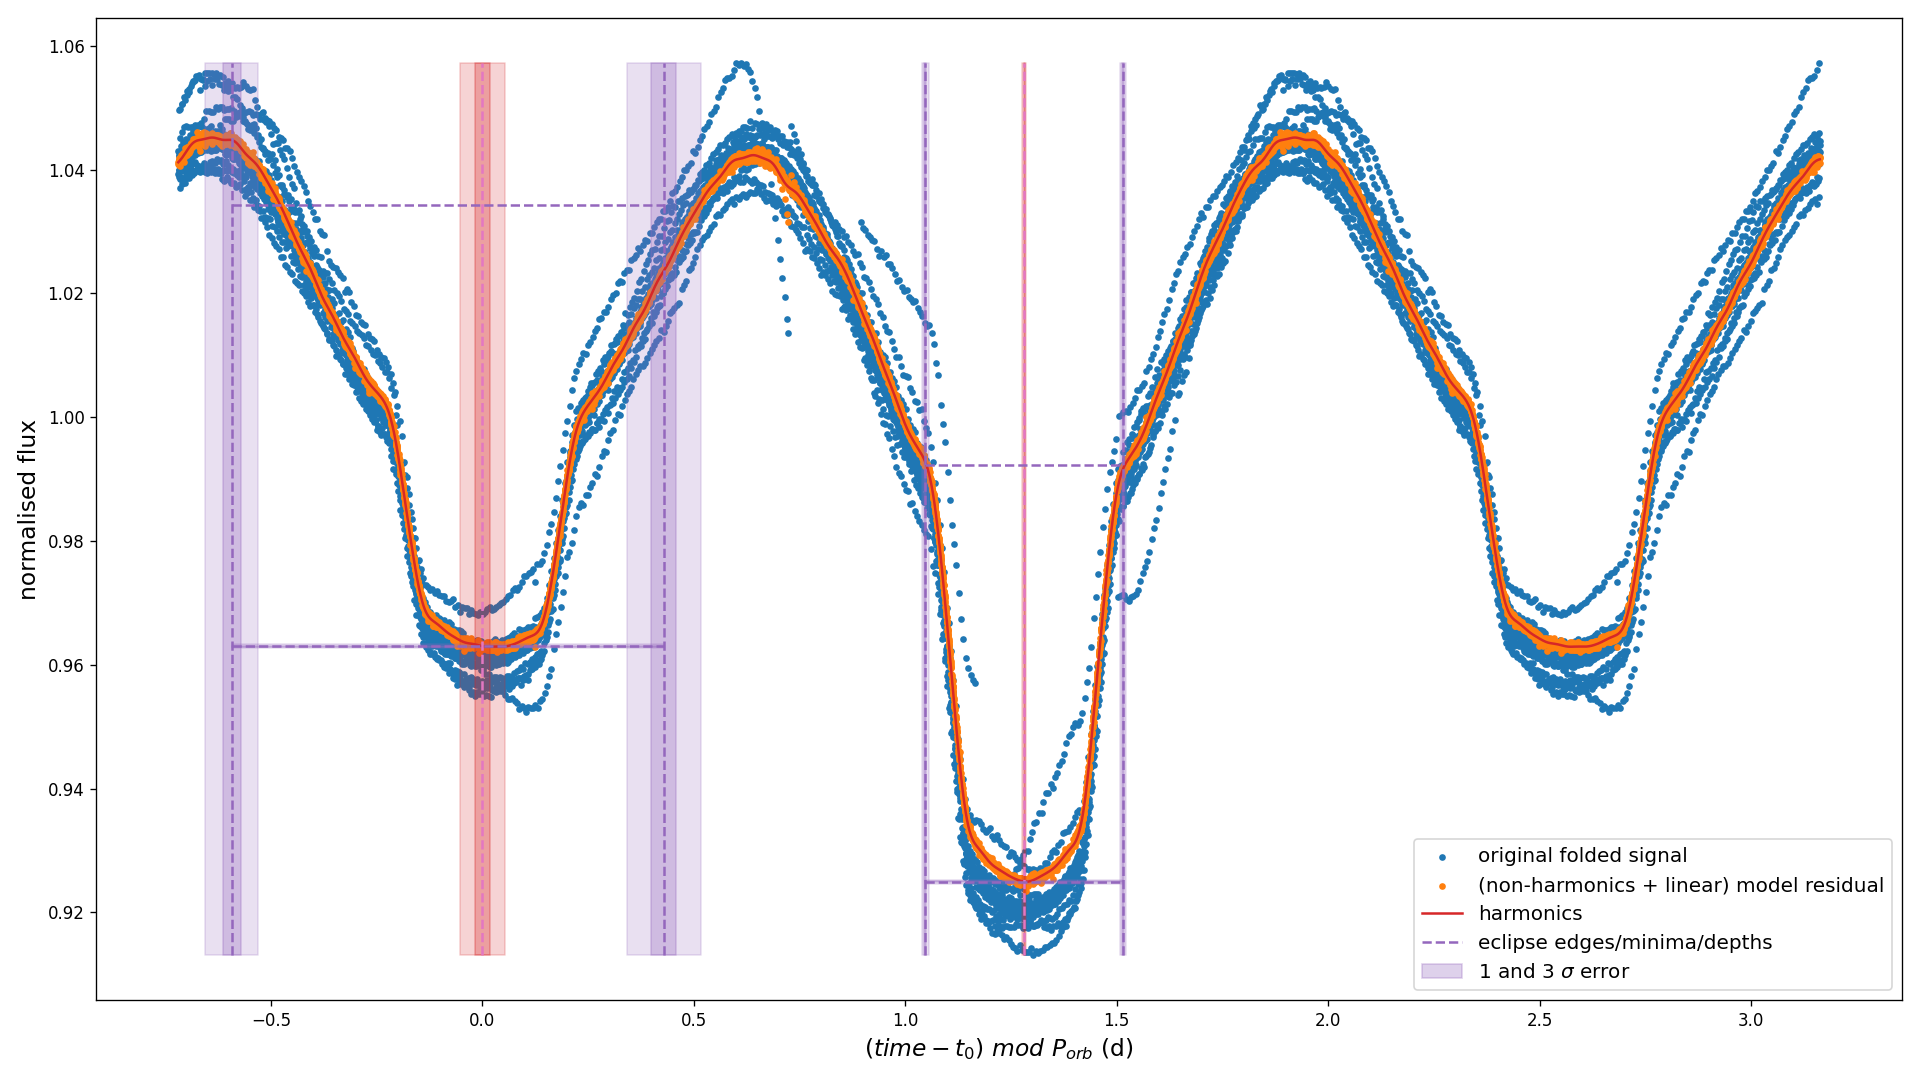 normalised flux
1.06
1.04
1.02
1.00
0.98
0.96
0.94
0.92
−0.5
0.0
0.5
1.0
1.5
2.0
2.5
3.0
(time − t₀) mod Pₒᵣᵦ (d)
original folded signal
(non-harmonics + linear) model residual
harmonics
eclipse edges/minima/depths
1 and 3 σ error